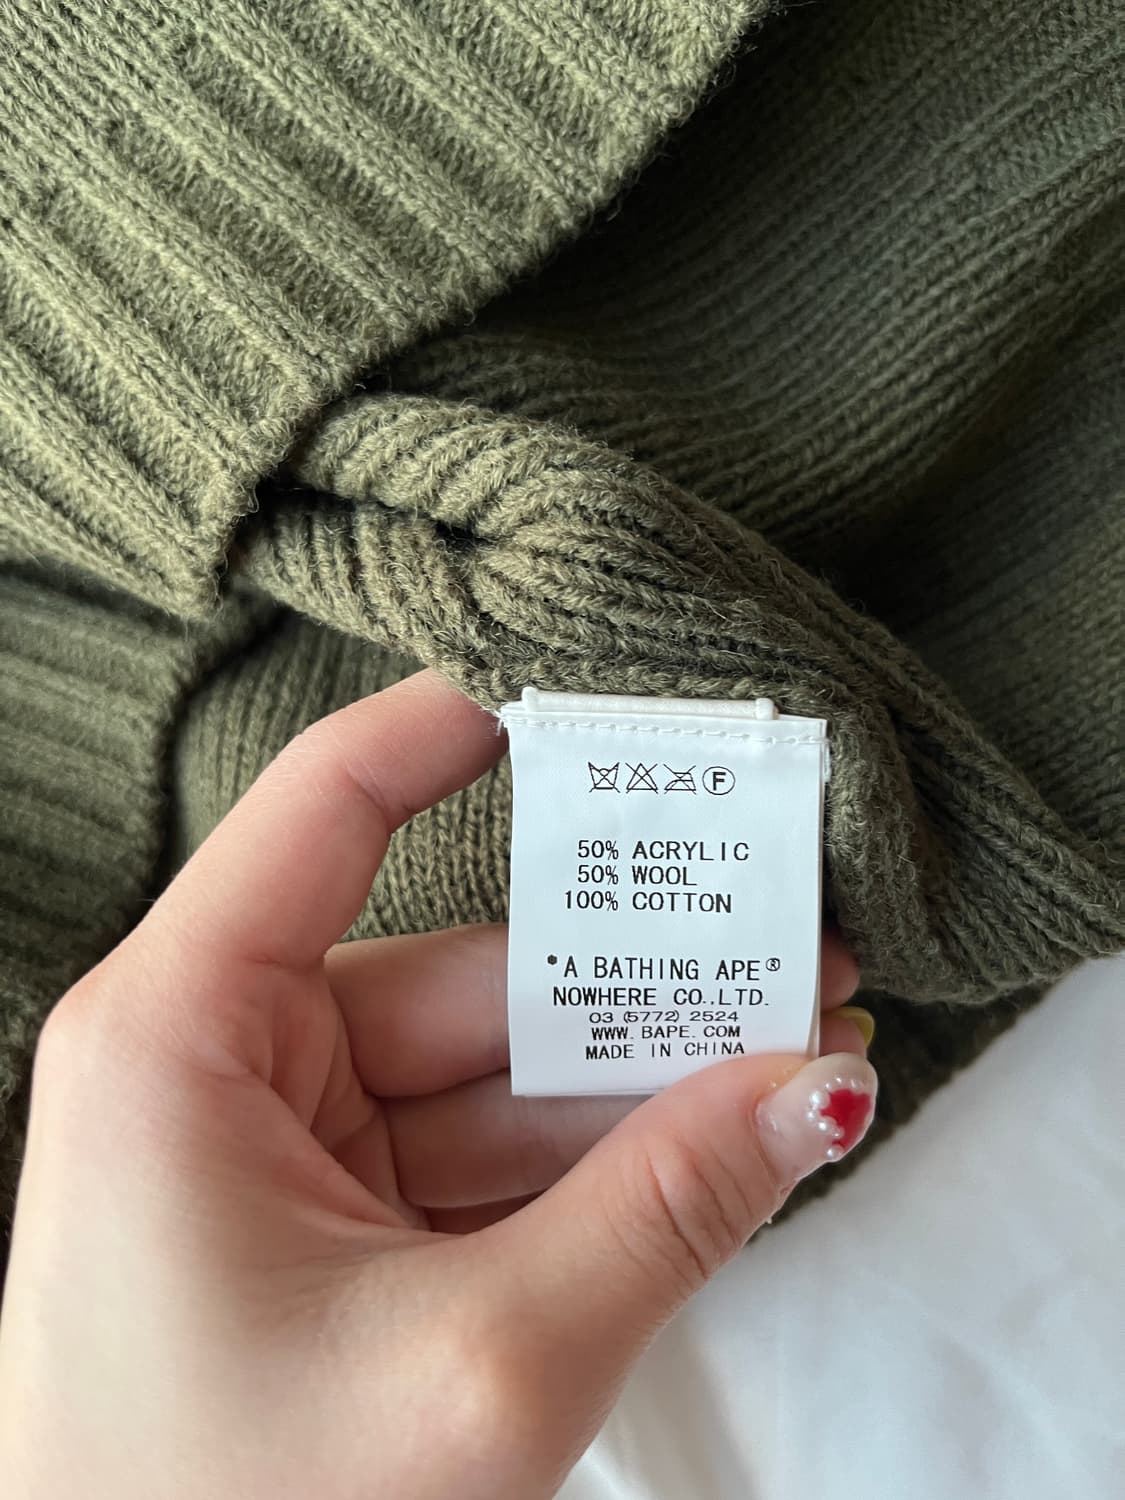 F
50% ACRYLIC
50% WOOL
100% COTTON
*A BATHING APE®
NOWHERE CO.,LTD.
03 (5772) 2524
WWW. BAPE. COM
MADE IN CHINA